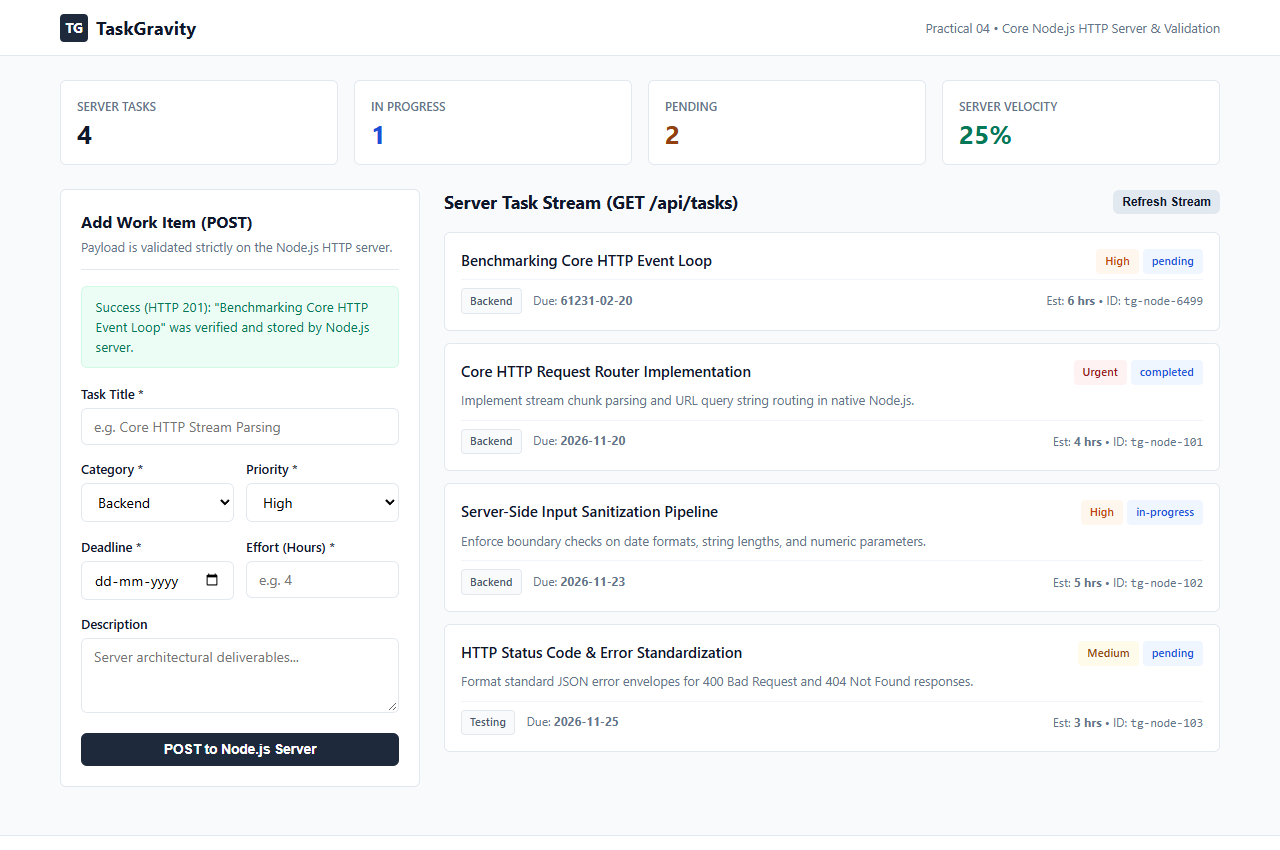 TG TaskGravity
Practical 04 • Core Node.js HTTP Server & Validation
SERVER TASKS
4
IN PROGRESS
1
PENDING
2
SERVER VELOCITY
25%
Add Work Item (POST)
Payload is validated strictly on the Node.js HTTP server.
Success (HTTP 201): "Benchmarking Core HTTP
Event Loop" was verified and stored by Node.js
server.
Task Title *
e.g. Core HTTP Stream Parsing
Category * Priority *
Backend High
Deadline * Effort (Hours) *
dd-mm-yyyy e.g. 4
Description
Server architectural deliverables...
POST to Node.js Server
Server Task Stream (GET /api/tasks) Refresh Stream
Benchmarking Core HTTP Event Loop High pending
Backend Due: 61231-02-20 Est: 6 hrs • ID: tg-node-6499
Core HTTP Request Router Implementation Urgent completed
Implement stream chunk parsing and URL query string routing in native Node.js.
Backend Due: 2026-11-20 Est: 4 hrs • ID: tg-node-101
Server-Side Input Sanitization Pipeline High in-progress
Enforce boundary checks on date formats, string lengths, and numeric parameters.
Backend Due: 2026-11-23 Est: 5 hrs • ID: tg-node-102
HTTP Status Code & Error Standardization Medium pending
Format standard JSON error envelopes for 400 Bad Request and 404 Not Found responses.
Testing Due: 2026-11-25 Est: 3 hrs • ID: tg-node-103